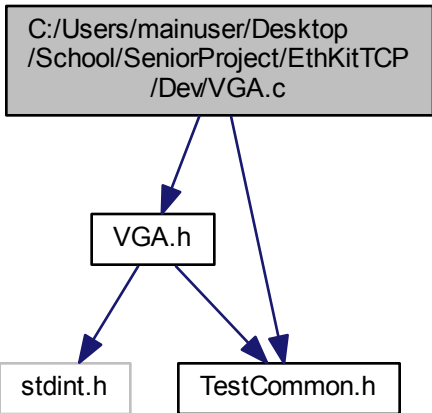 C:/Users/mainuser/Desktop
/School/SeniorProject/EthKitTCP
/Dev/VGA.c
VGA.h
stdint.h
TestCommon.h